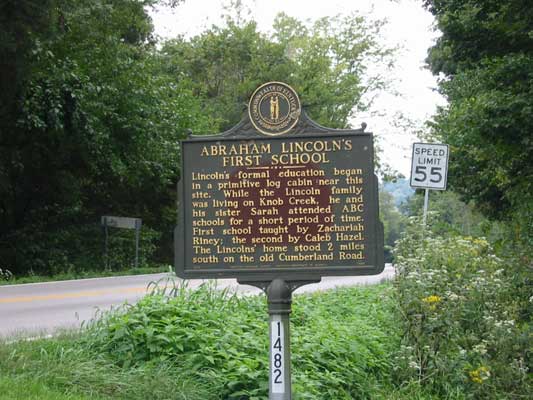 ABRAHAM LINCOLN'S
FIRST SCHOOL
Lincoln's formal education began
in a primitive log cabin near this
site. While the Lincoln family
was living on Knob Creek, he and
his sister Sarah attended ABC
schools for a short period of time.
First school taught by Zachariah
Riney; the second by Caleb Hazel.
The Lincolns' home stood 2 miles
south on the old Cumberland Road.
1482
SPEED
LIMIT
55